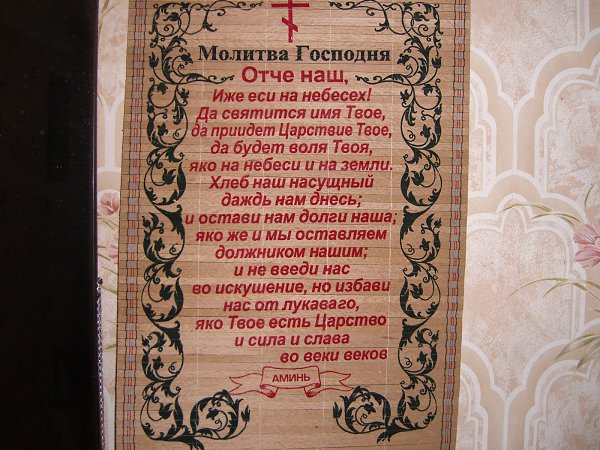 Молитва Господня
Отче наш,
Иже еси на небесех!
Да святится имя Твое,
да приидет Царствие Твое,
да будет воля Твоя,
яко на небеси и на земли.
Хлеб наш насущный
даждь нам днесь;
и остави нам долги наша;
яко же и мы оставляем
должником нашим;
и не введи нас
во искушение, но избави
нас от лукаваго,
яко Твое есть Царство
и сила и слава
во веки веков
АМИНЬ